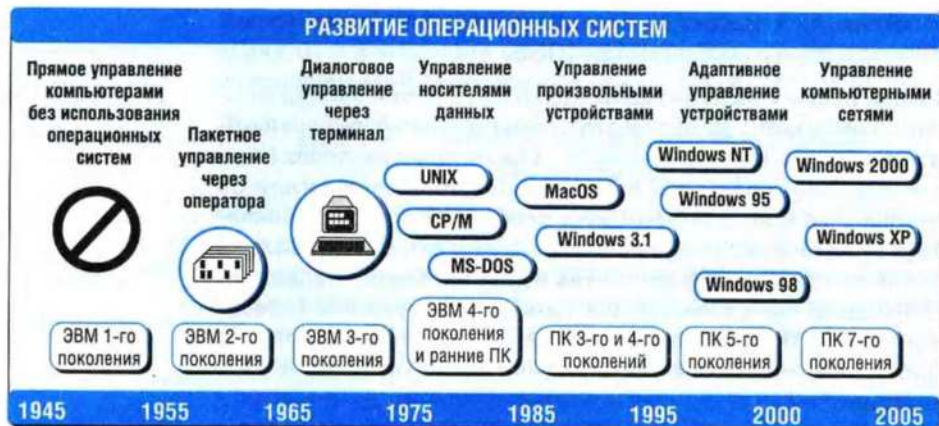 РАЗВИТИЕ ОПЕРАЦИОННЫХ СИСТЕМ
Прямое управление
компьютерами
без использования
операционных
систем
Пакетное
управление
через
оператора
Диалоговое
управление
через
терминал
Управление
носителями
данных
Управление
произвольными
устройствами
Адаптивное
управление
устройствами
Управление
компьютерными
сетями
UNIX
CP/M
MS-DOS
MacOS
Windows 3.1
Windows NT
Windows 95
Windows 98
Windows 2000
Windows XP
ЭВМ 1-го
поколения
ЭВМ 2-го
поколения
ЭВМ 3-го
поколения
ЭВМ 4-го
поколения
и ранние ПК
ПК 3-го и 4-го
поколений
ПК 5-го
поколения
ПК 7-го
поколения
1945 1955 1965 1975 1985 1995 2000 2005